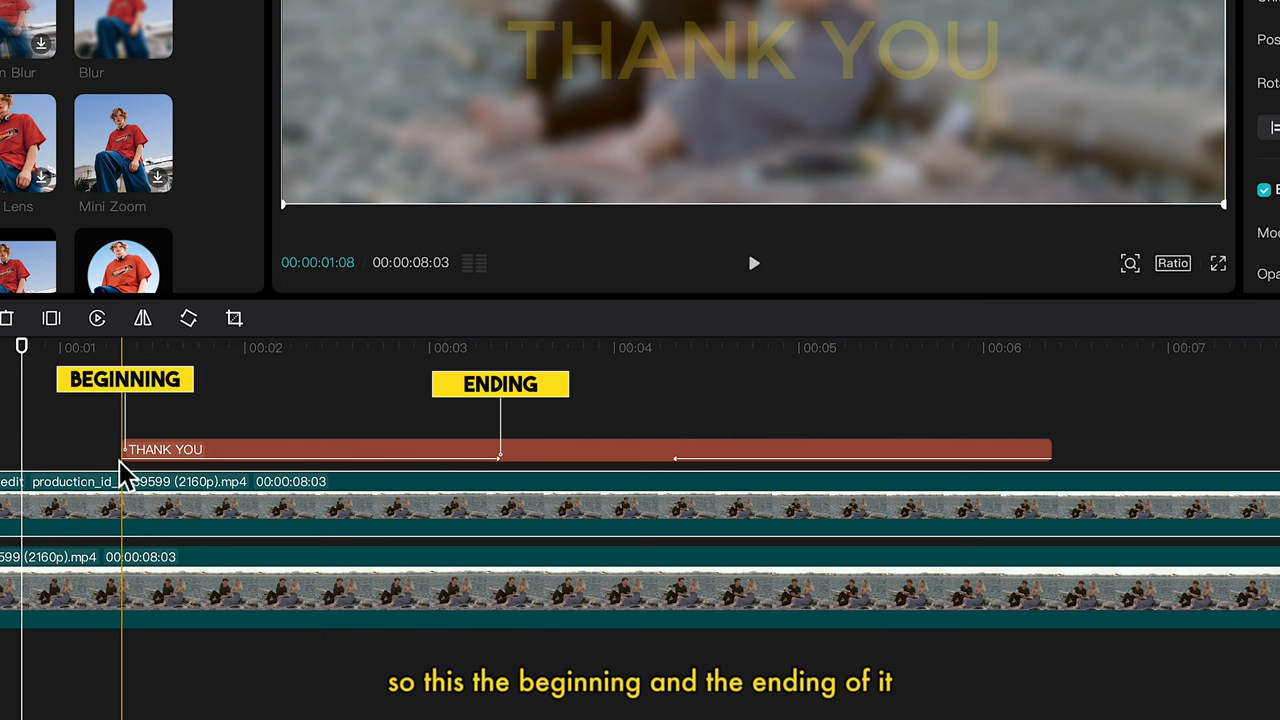 THANK YOU
n Blur
Blur
Lens
Mini Zoom
Pos
Rota
Mod
Opa
00:00:01:08
00:00:08:03
Ratio
00:01
00:02
00:03
00:04
00:05
00:06
00:07
BEGINNING
ENDING
THANK YOU
edit production_id_ 9599 (2160p).mp4 00:00:08:03
599 (2160p).mp4 00:00:08:03
so this the beginning and the ending of it